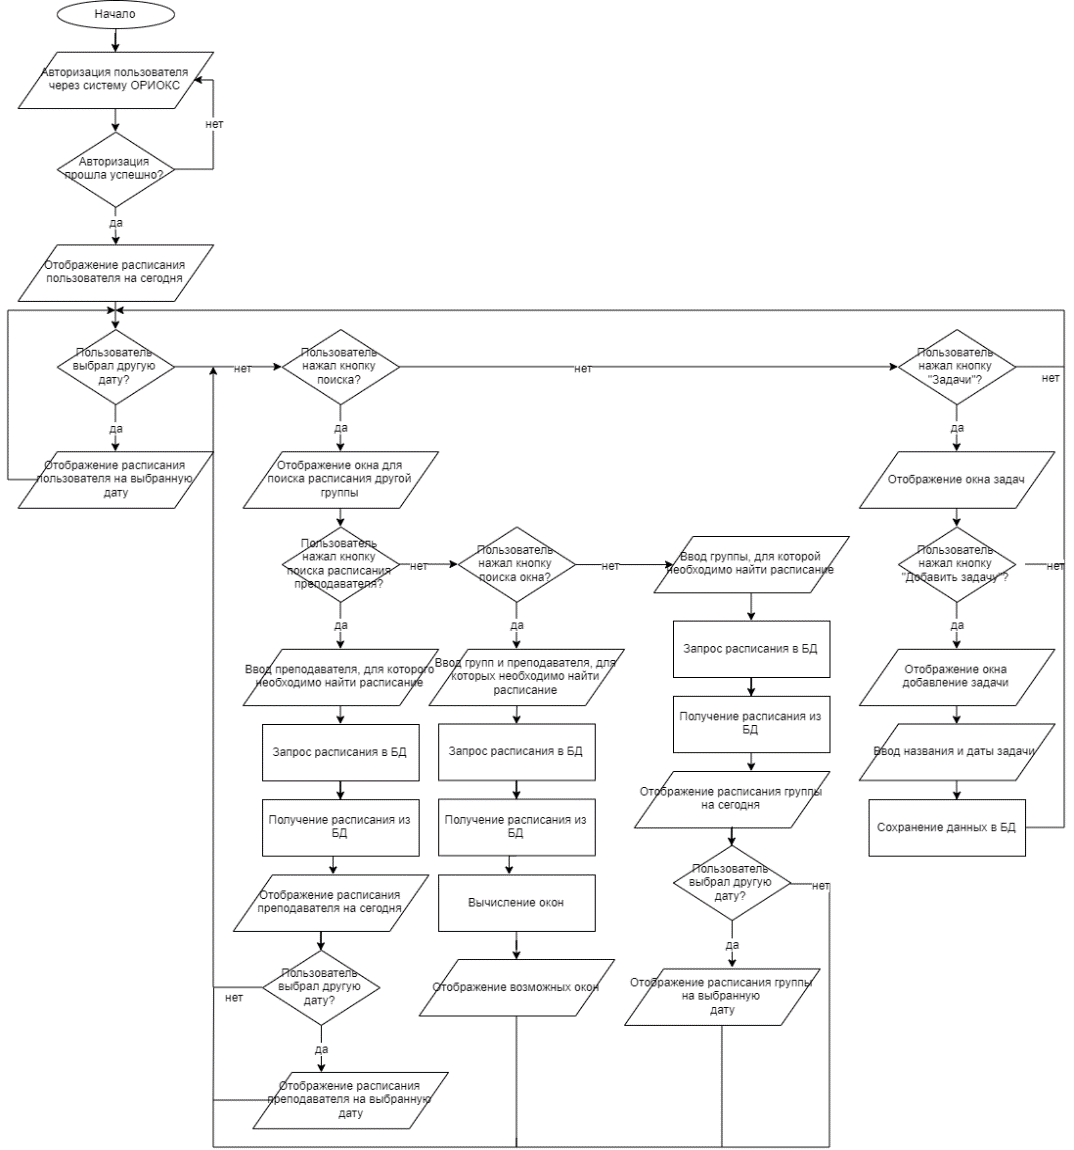 Начало
Авторизация пользователя
через систему ОРИОКС
нет
Авторизация
прошла успешно?
да
Отображение расписания
пользователя на сегодня
Пользователь
выбрал другую
дату?
нет
да
Отображение расписания
пользователя на выбранную
дату
Пользователь
нажал кнопку
поиска?
нет
да
Отображение окна для
поиска расписания другой
группы
Пользователь
нажал кнопку
поиска расписания
преподавателя?
нет
да
Ввод преподавателя, для которого
необходимо найти расписание
Запрос расписания в БД
Получение расписания из
БД
Отображение расписания
преподавателя на сегодня
Пользователь
выбрал другую
дату?
нет
да
Отображение расписания
преподавателя на выбранную
дату
Пользователь
нажал кнопку
поиска окна?
нет
да
Ввод групп и преподавателя, для
которых необходимо найти
расписание
Запрос расписания в БД
Получение расписания из
БД
Вычисление окон
Отображение возможных окон
Ввод группы, для которой
необходимо найти расписание
Запрос расписания в БД
Получение расписания из
БД
Отображение расписания группы
на сегодня
Пользователь
выбрал другую
дату?
нет
да
Отображение расписания группы
на выбранную
дату
Пользователь
нажал кнопку
"Задачи"?
нет
да
Отображение окна задач
Пользователь
нажал кнопку
"Добавить задачу"?
нет
да
Отображение окна
добавление задачи
Ввод названия и даты задачи
Сохранение данных в БД